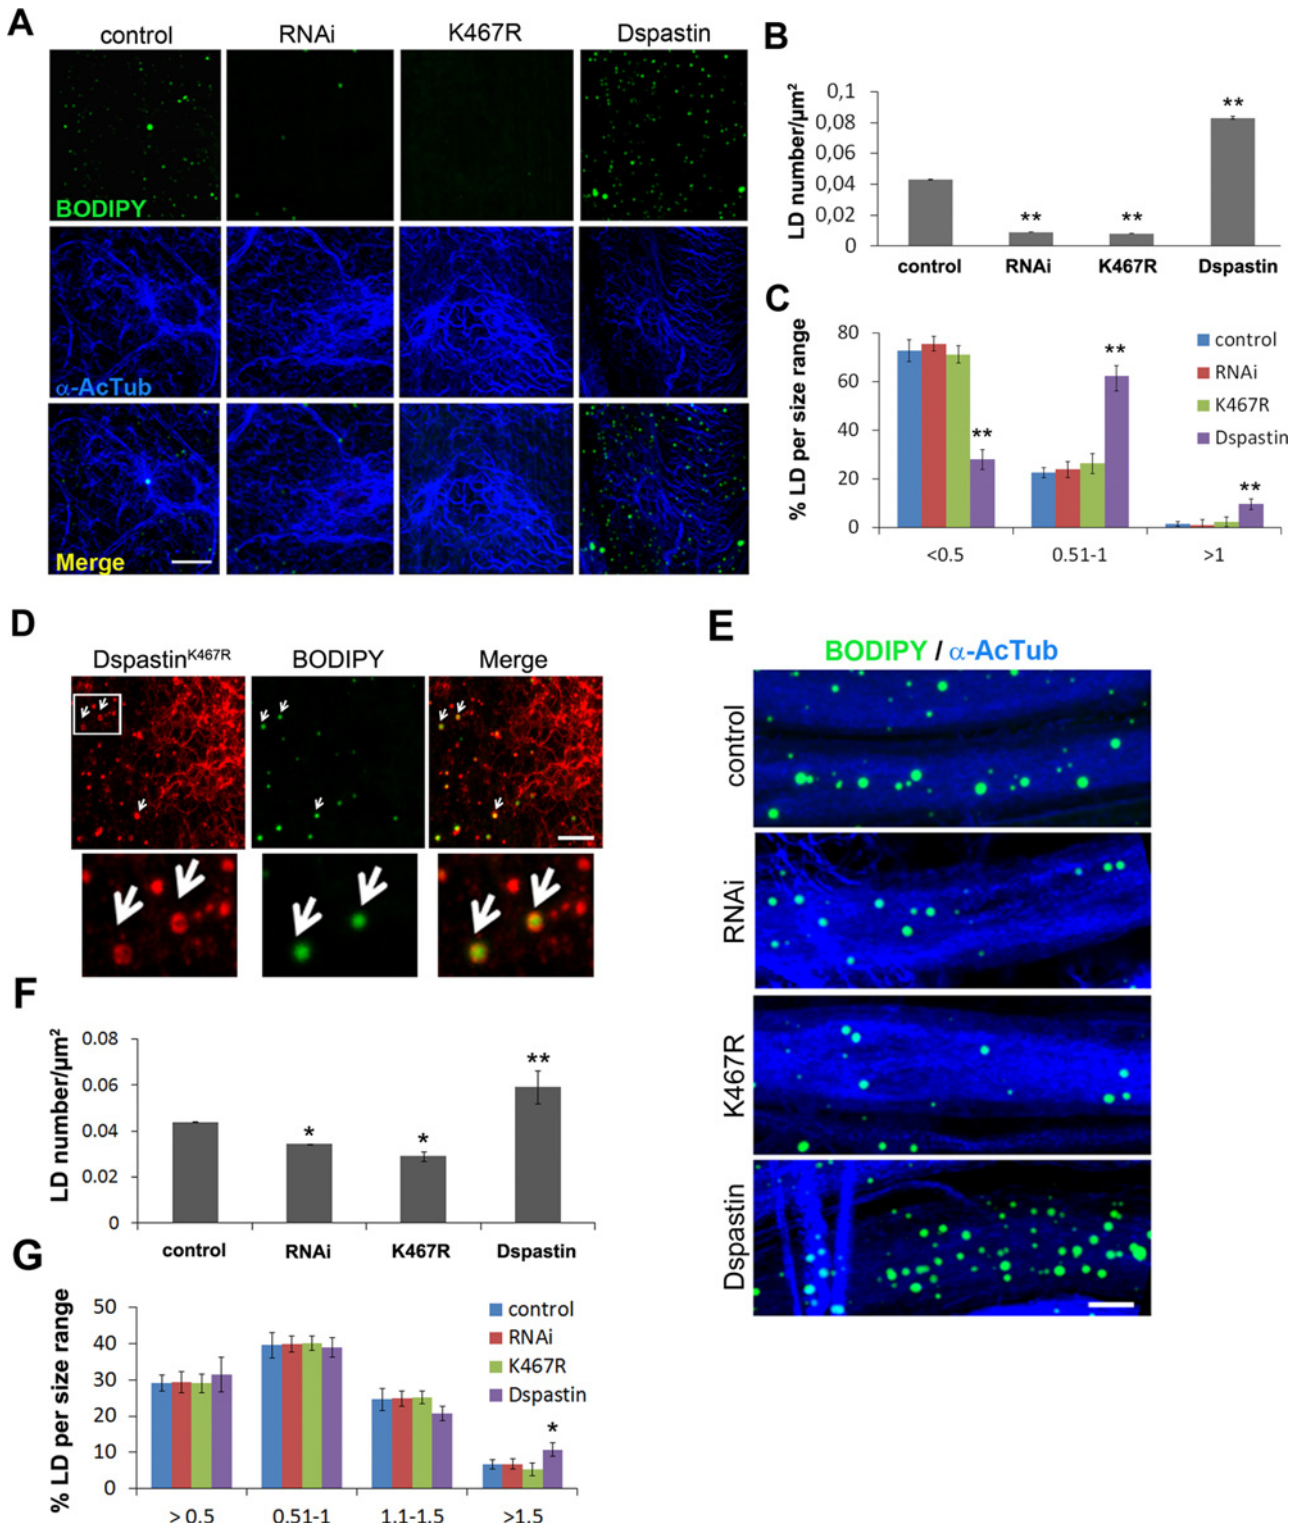 A
control RNAi K467R Dspastin
BODIPY
α-AcTub
Merge
B
LD number/µm²
0,1
0,08
0,06
0,04
0,02
0
** ** **
control RNAi K467R Dspastin
C
% LD per size range
80
60
40
20
0
** ** **
control
RNAi
K467R
Dspastin
<0.5 0.51-1 >1
D
DspastinK467R BODIPY Merge
E
BODIPY / α-AcTub
control
RNAi
K467R
Dspastin
F
LD number/µm²
0.08
0.06
0.04
0.02
0
* * **
control RNAi K467R Dspastin
G
% LD per size range
50
40
30
20
10
0
*
control
RNAi
K467R
Dspastin
> 0.5 0.51-1 1.1-1.5 >1.5